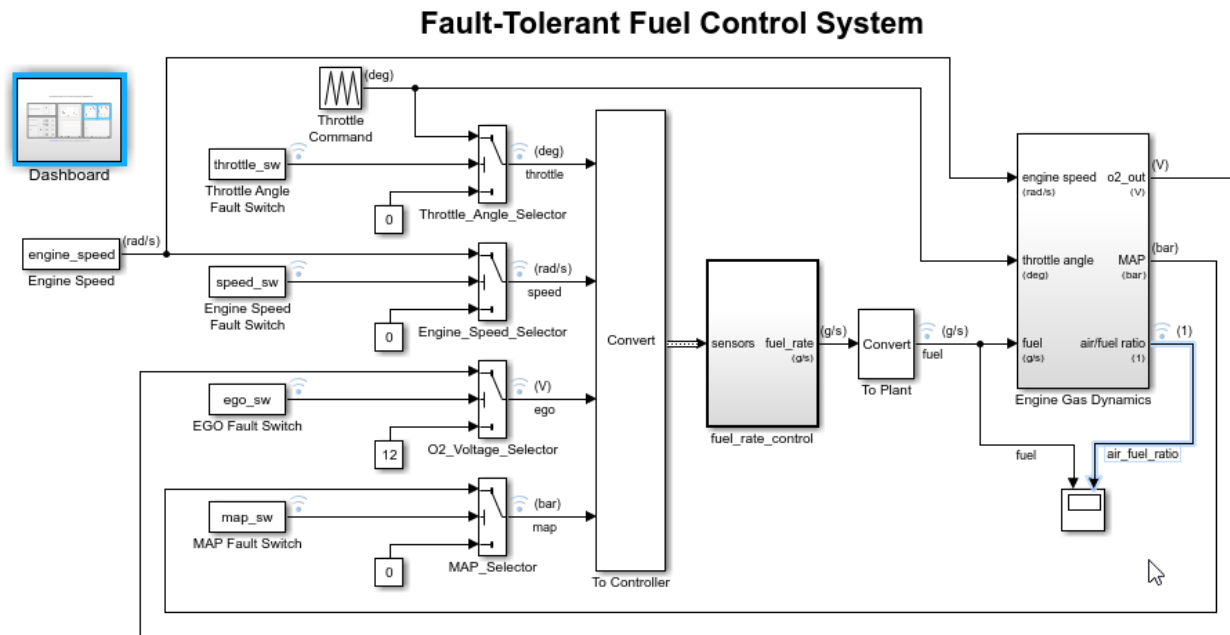 Fault-Tolerant Fuel Control System
Dashboard
(deg)
Throttle
Command
throttle_sw
Throttle Angle
Fault Switch
0
(deg)
throttle
Throttle_Angle_Selector
engine_speed
(rad/s)
Engine Speed
speed_sw
Engine Speed
Fault Switch
0
(rad/s)
speed
Engine_Speed_Selector
ego_sw
EGO Fault Switch
12
(V)
ego
O2_Voltage_Selector
map_sw
MAP Fault Switch
0
(bar)
map
MAP_Selector
Convert
To Controller
sensors
fuel_rate
(g/s)
fuel_rate_control
(g/s)
Convert
To Plant
(g/s)
fuel
engine speed
(rad/s)
o2_out
(V)
(V)
throttle angle
(deg)
MAP
(bar)
(bar)
fuel
(g/s)
air/fuel ratio
(1)
(1)
Engine Gas Dynamics
fuel
air_fuel_ratio